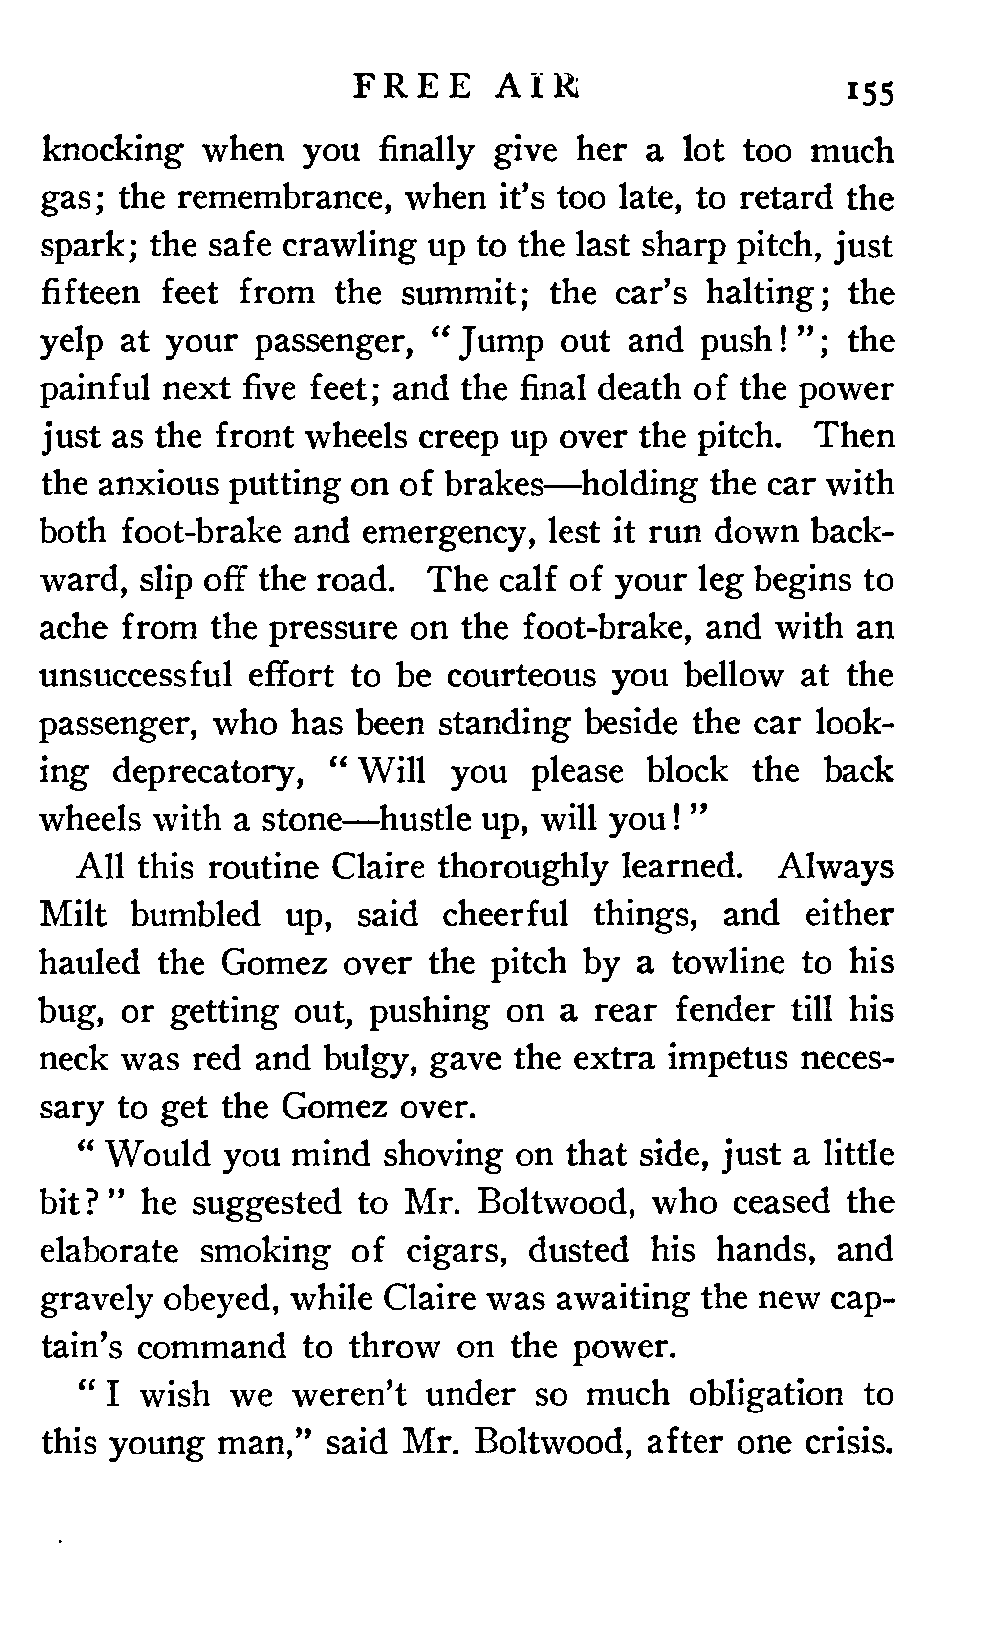 FREE AIR 155
knocking when you finally give her a lot too much
gas; the remembrance, when it's too late, to retard the
spark; the safe crawling up to the last sharp pitch, just
fifteen feet from the summit; the car's halting; the
yelp at your passenger, “ Jump out and push! ”; the
painful next five feet; and the final death of the power
just as the front wheels creep up over the pitch. Then
the anxious putting on of brakes—holding the car with
both foot-brake and emergency, lest it run down back-
ward, slip off the road. The calf of your leg begins to
ache from the pressure on the foot-brake, and with an
unsuccessful effort to be courteous you bellow at the
passenger, who has been standing beside the car look-
ing deprecatory, “ Will you please block the back
wheels with a stone—hustle up, will you! ”
All this routine Claire thoroughly learned. Always
Milt bumbled up, said cheerful things, and either
hauled the Gomez over the pitch by a towline to his
bug, or getting out, pushing on a rear fender till his
neck was red and bulgy, gave the extra impetus neces-
sary to get the Gomez over.
“ Would you mind shoving on that side, just a little
bit? ” he suggested to Mr. Boltwood, who ceased the
elaborate smoking of cigars, dusted his hands, and
gravely obeyed, while Claire was awaiting the new cap-
tain's command to throw on the power.
“ I wish we weren't under so much obligation to
this young man,” said Mr. Boltwood, after one crisis.